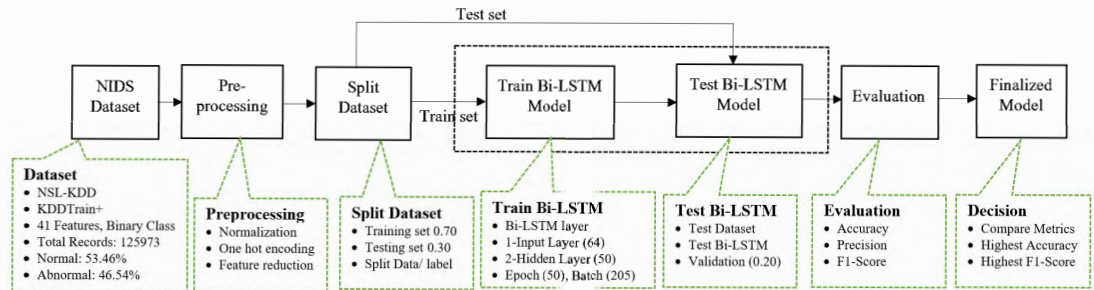 Test set
NIDS
Dataset
Pre-
processing
Split
Dataset
Train set
Train Bi-LSTM
Model
Test Bi-LSTM
Model
Evaluation
Finalized
Model
Dataset
• NSL-KDD
• KDDTrain+
• 41 Features, Binary Class
• Total Records: 125973
• Normal: 53.46%
• Abnormal: 46.54%
Preprocessing
• Normalization
• One hot encoding
• Feature reduction
Split Dataset
• Training set 0.70
• Testing set 0.30
• Split Data/ label
Train Bi-LSTM
• Bi-LSTM layer
• 1-Input Layer (64)
• 2-Hidden Layer (50)
• Epoch (50), Batch (205)
Test Bi-LSTM
• Test Dataset
• Test Bi-LSTM
• Validation (0.20)
Evaluation
• Accuracy
• Precision
• F1-Score
Decision
• Compare Metrics
• Highest Accuracy
• Highest F1-Score